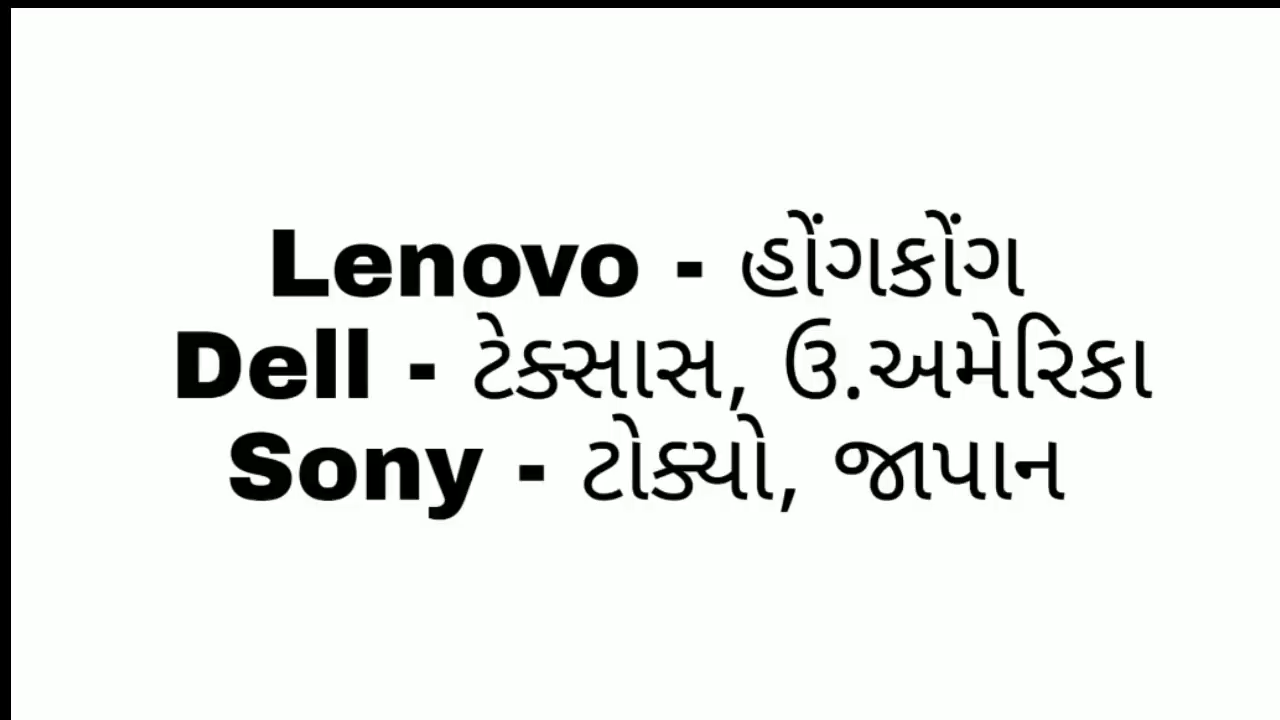 Lenovo - હોંગકોંગ
Dell - ટેક્સાસ, ઉ.અમેરિકા
Sony - ટોક્યો, જાપાન